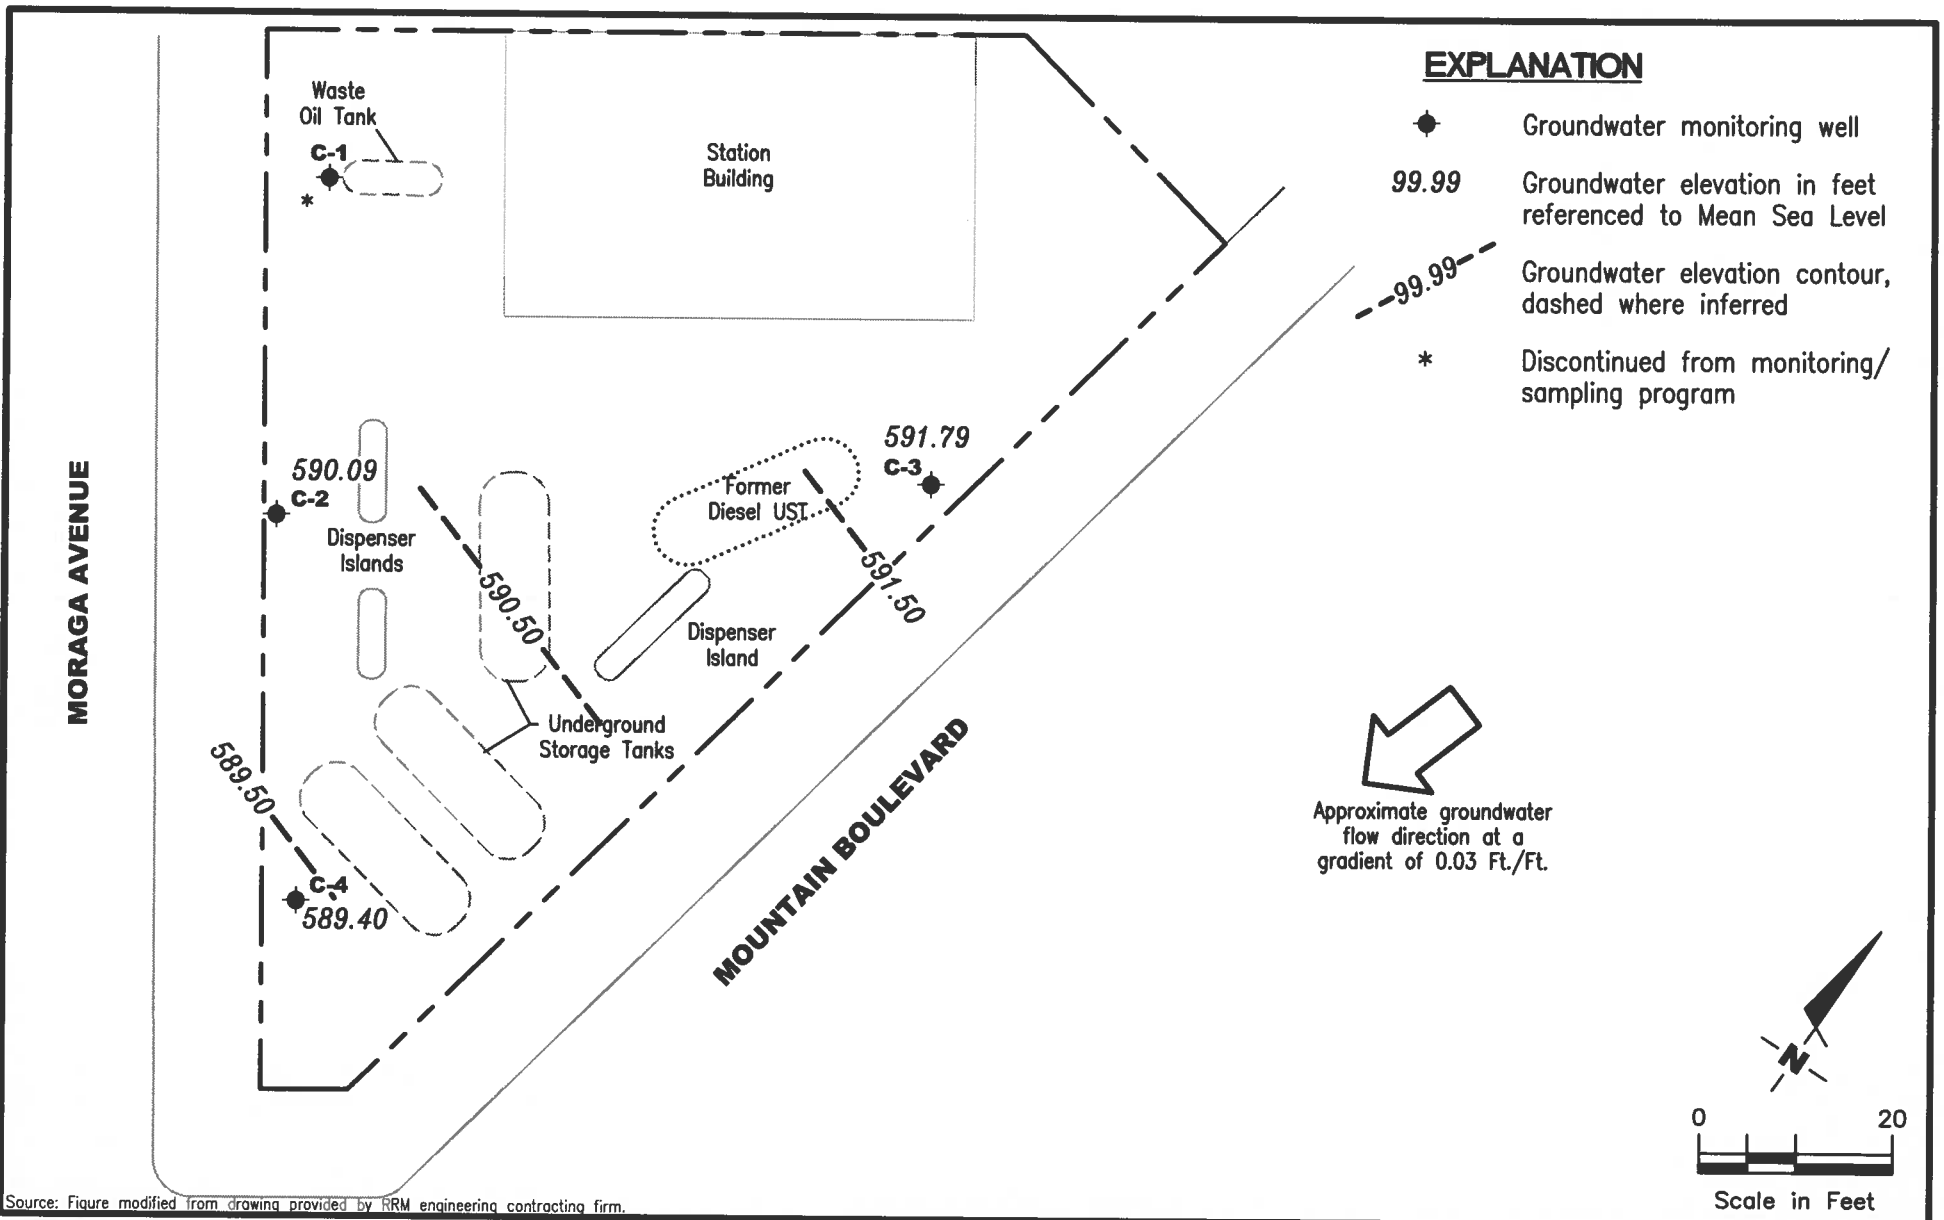 EXPLANATION
Groundwater monitoring well
99.99
Groundwater elevation in feet
referenced to Mean Sea Level
99.99
Groundwater elevation contour,
dashed where inferred
*
Discontinued from monitoring/
sampling program
Waste
Oil Tank
C-1
*
Station
Building
590.09
C-2
Dispenser
Islands
591.79
C-3
Former
Diesel UST
591.50
590.50
Dispenser
Island
Underground
Storage Tanks
589.50
C-4
589.40
MORAGA AVENUE
MOUNTAIN BOULEVARD
Approximate groundwater
flow direction at a
gradient of 0.03 Ft./Ft.
N
0 20
Scale in Feet
Source: Figure modified from drawing provided by RRM engineering contracting firm.